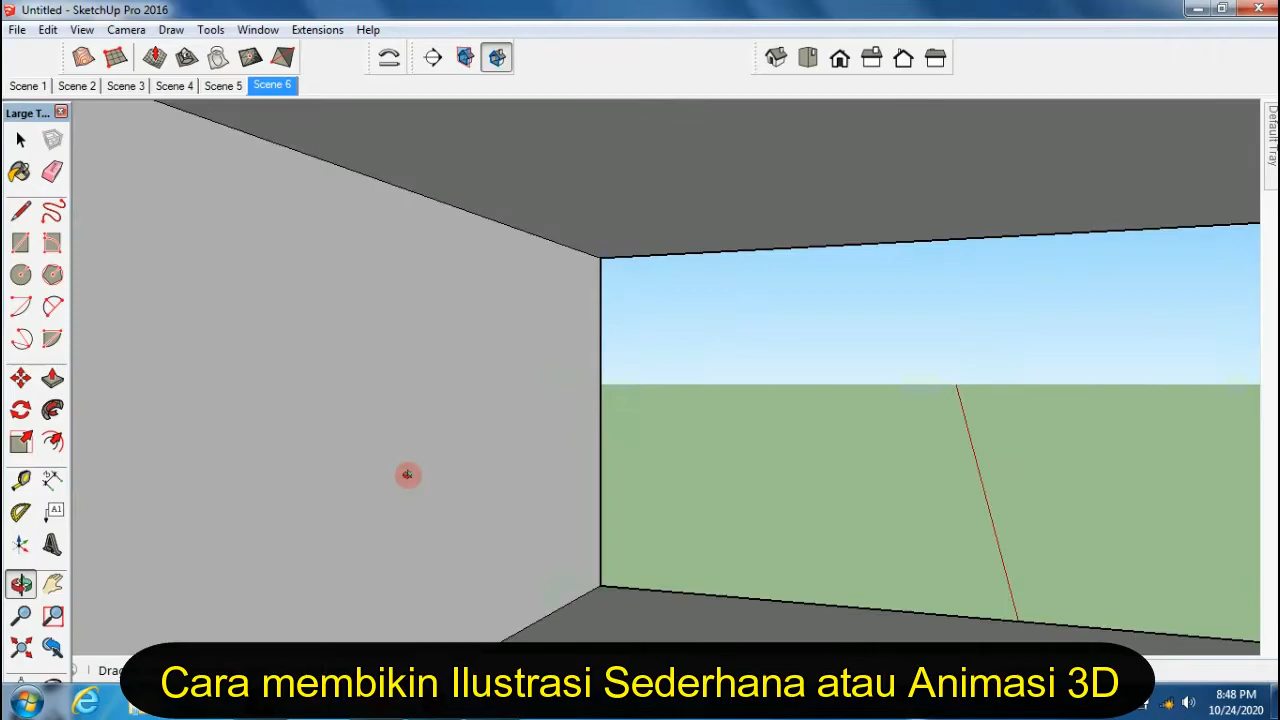 Untitled - SketchUp Pro 2016
File Edit View Camera Draw Tools Window Extensions Help
Scene 1 Scene 2 Scene 3 Scene 4 Scene 5 Scene 6
Large T...
Default Tray
A1
Drag
Cara membikin Ilustrasi Sederhana atau Animasi 3D
8:48 PM
10/24/2020